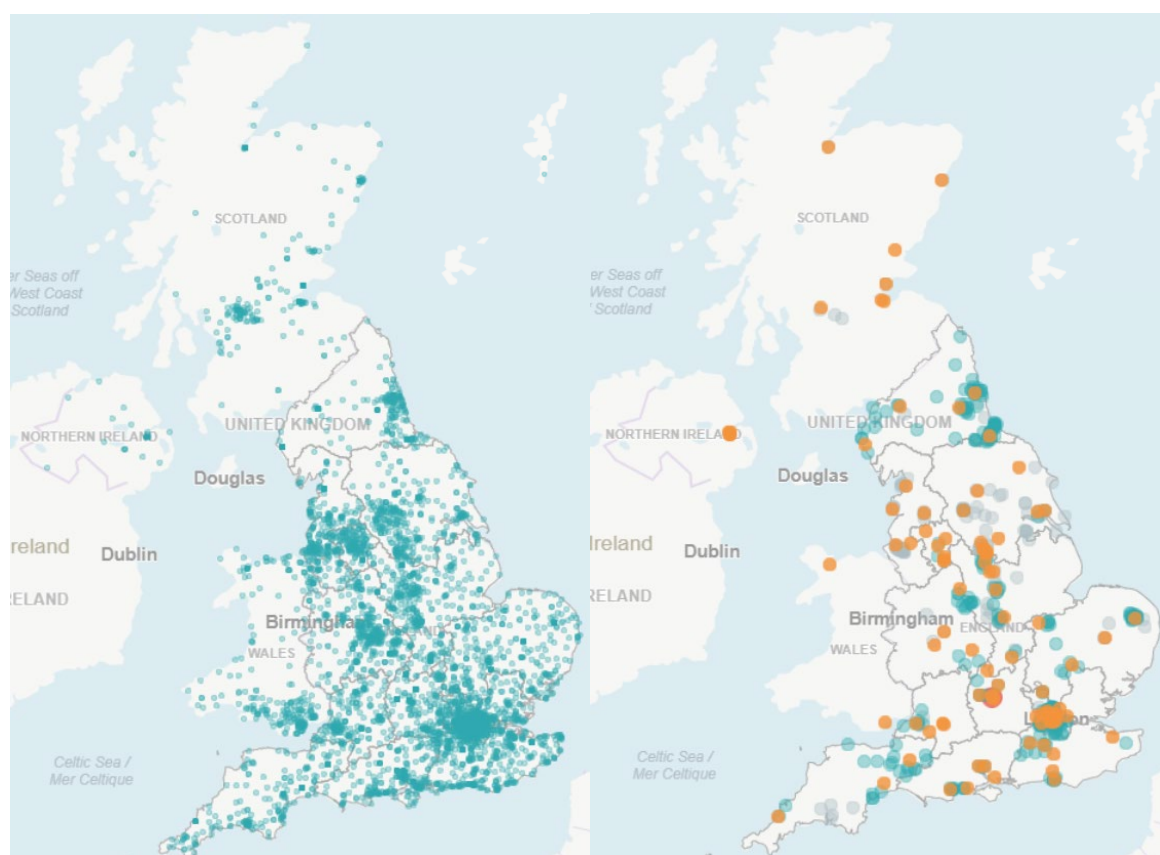 SCOTLAND
er Seas off
West Coast
Scotland
UNITED KINGDOM
NORTHERN IRELAND
Douglas
reland
Dublin
RELAND
Birmingham
WALES
Celtic Sea /
Mer Celtique
SCOTLAND
er Seas off
West Coast
Scotland
UNITED KINGDOM
NORTHERN IRELAND
Douglas
Ireland
Dublin
IRELAND
Birmingham
ENGLAND
WALES
Celtic Sea /
Mer Celtique